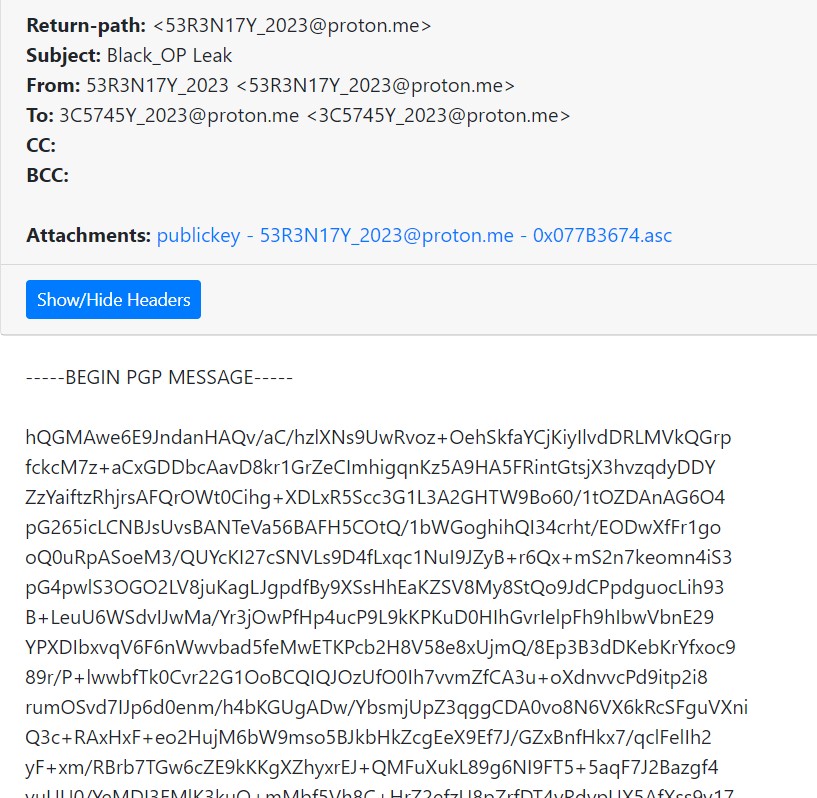 Return-path: <53R3N17Y_2023@proton.me>
Subject: Black_OP Leak
From: 53R3N17Y_2023 <53R3N17Y_2023@proton.me>
To: 3C5745Y_2023@proton.me <3C5745Y_2023@proton.me>
CC:
BCC:
Attachments: publickey - 53R3N17Y_2023@proton.me - 0x077B3674.asc
Show/Hide Headers
-----BEGIN PGP MESSAGE-----
hQGMAwe6E9JndanHAQv/aC/hzlXNs9UwRvoz+OehSkfaYCjKiyIlvdDRLMVkQGrp
fckcM7z+aCxGDDbcAavD8kr1GrZeCImhigqnKz5A9HA5FRintGtsjX3hvzqdyDDY
ZzYaiftzRhjrsAFQrOWt0Cihg+XDLxR5Scc3G1L3A2GHTW9Bo60/1tOZDAnAG6O4
pG265icLCNBJsUvsBANTeVa56BAFH5COtQ/1bWGoghihQI34crht/EODwXfFr1go
oQ0uRpASoeM3/QUYcKI27cSNVLs9D4fLxqc1NuI9JZyB+r6Qx+mS2n7keomn4iS3
pG4pwlS3OGO2LV8juKagLJgpdfBy9XSsHhEaKZSV8My8StQo9JdCPpdguocLih93
B+LeuU6WSdvIJwMa/Yr3jOwPfHp4ucP9L9kKPKuD0HIhGvrIelpFh9hIbwVbnE29
YPXDIbxvqV6F6nWwvbad5feMwETKPcb2H8V58e8xUjmQ/8Ep3B3dDKebKrYfxoc9
89r/P+lwwbfTk0Cvr22G1OoBCQIQJOzUfO0Ih7vvmZfCA3u+oXdnvvcPd9itp2i8
rumOSvd7IJp6d0enm/h4bKGUgADw/YbsmjUpZ3qggCDA0vo8N6VX6kRcSFguVXni
Q3c+RAxHxF+eo2HujM6bW9mso5BJkbHkZcgEeX9Ef7J/GZxBnfHkx7/qclFelIh2
yF+xm/RBrb7TGw6cZE9kKKgXZhyxrEJ+QMFuXukL89g6NI9FT5+5aqF7J2Bazgf4